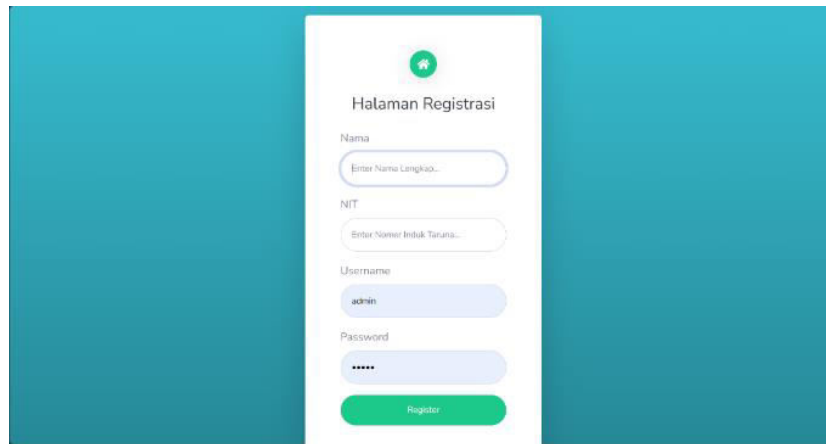 Halaman Registrasi
Nama
Enter Nama Lengkap...
NIT
Enter Nomor Induk Taruna...
Username
admin
Password
•••••
Register